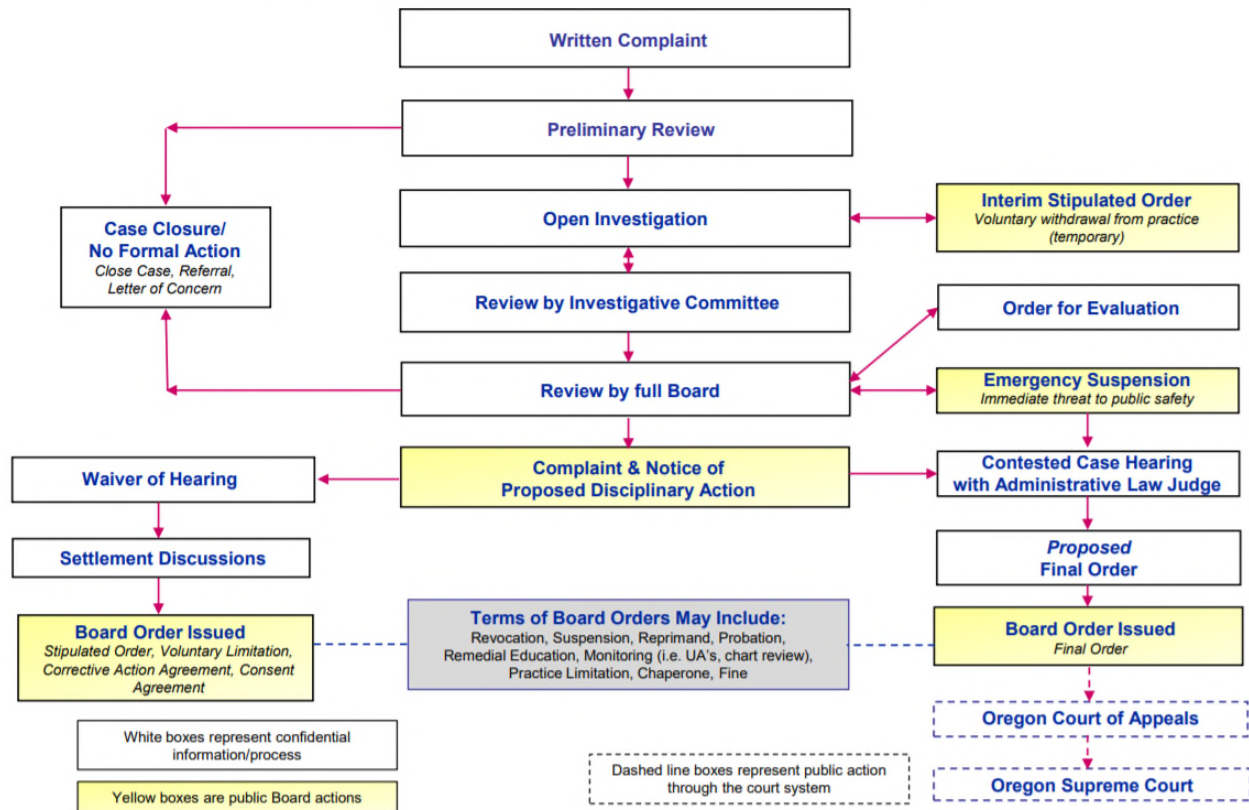 Written Complaint
Preliminary Review
Open Investigation
Interim Stipulated Order
Voluntary withdrawal from practice
(temporary)
Case Closure/
No Formal Action
Close Case, Referral,
Letter of Concern
Review by Investigative Committee
Order for Evaluation
Review by full Board
Emergency Suspension
Immediate threat to public safety
Waiver of Hearing
Complaint & Notice of
Proposed Disciplinary Action
Contested Case Hearing
with Administrative Law Judge
Settlement Discussions
Proposed
Final Order
Board Order Issued
Stipulated Order, Voluntary Limitation,
Corrective Action Agreement, Consent
Agreement
Terms of Board Orders May Include:
Revocation, Suspension, Reprimand, Probation,
Remedial Education, Monitoring (i.e. UA's, chart review),
Practice Limitation, Chaperone, Fine
Board Order Issued
Final Order
Oregon Court of Appeals
Oregon Supreme Court
White boxes represent confidential
information/process
Yellow boxes are public Board actions
Dashed line boxes represent public action
through the court system